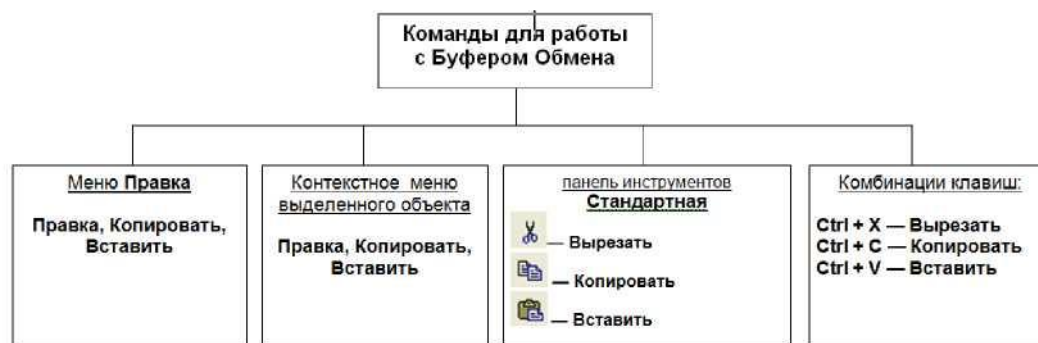 Команды для работы
с Буфером Обмена
Меню Правка
Правка, Копировать,
Вставить
Контекстное меню
выделенного объекта
Правка, Копировать,
Вставить
панель инструментов
Стандартная
— Вырезать
— Копировать
— Вставить
Комбинации клавиш:
Ctrl + X — Вырезать
Ctrl + C — Копировать
Ctrl + V — Вставить